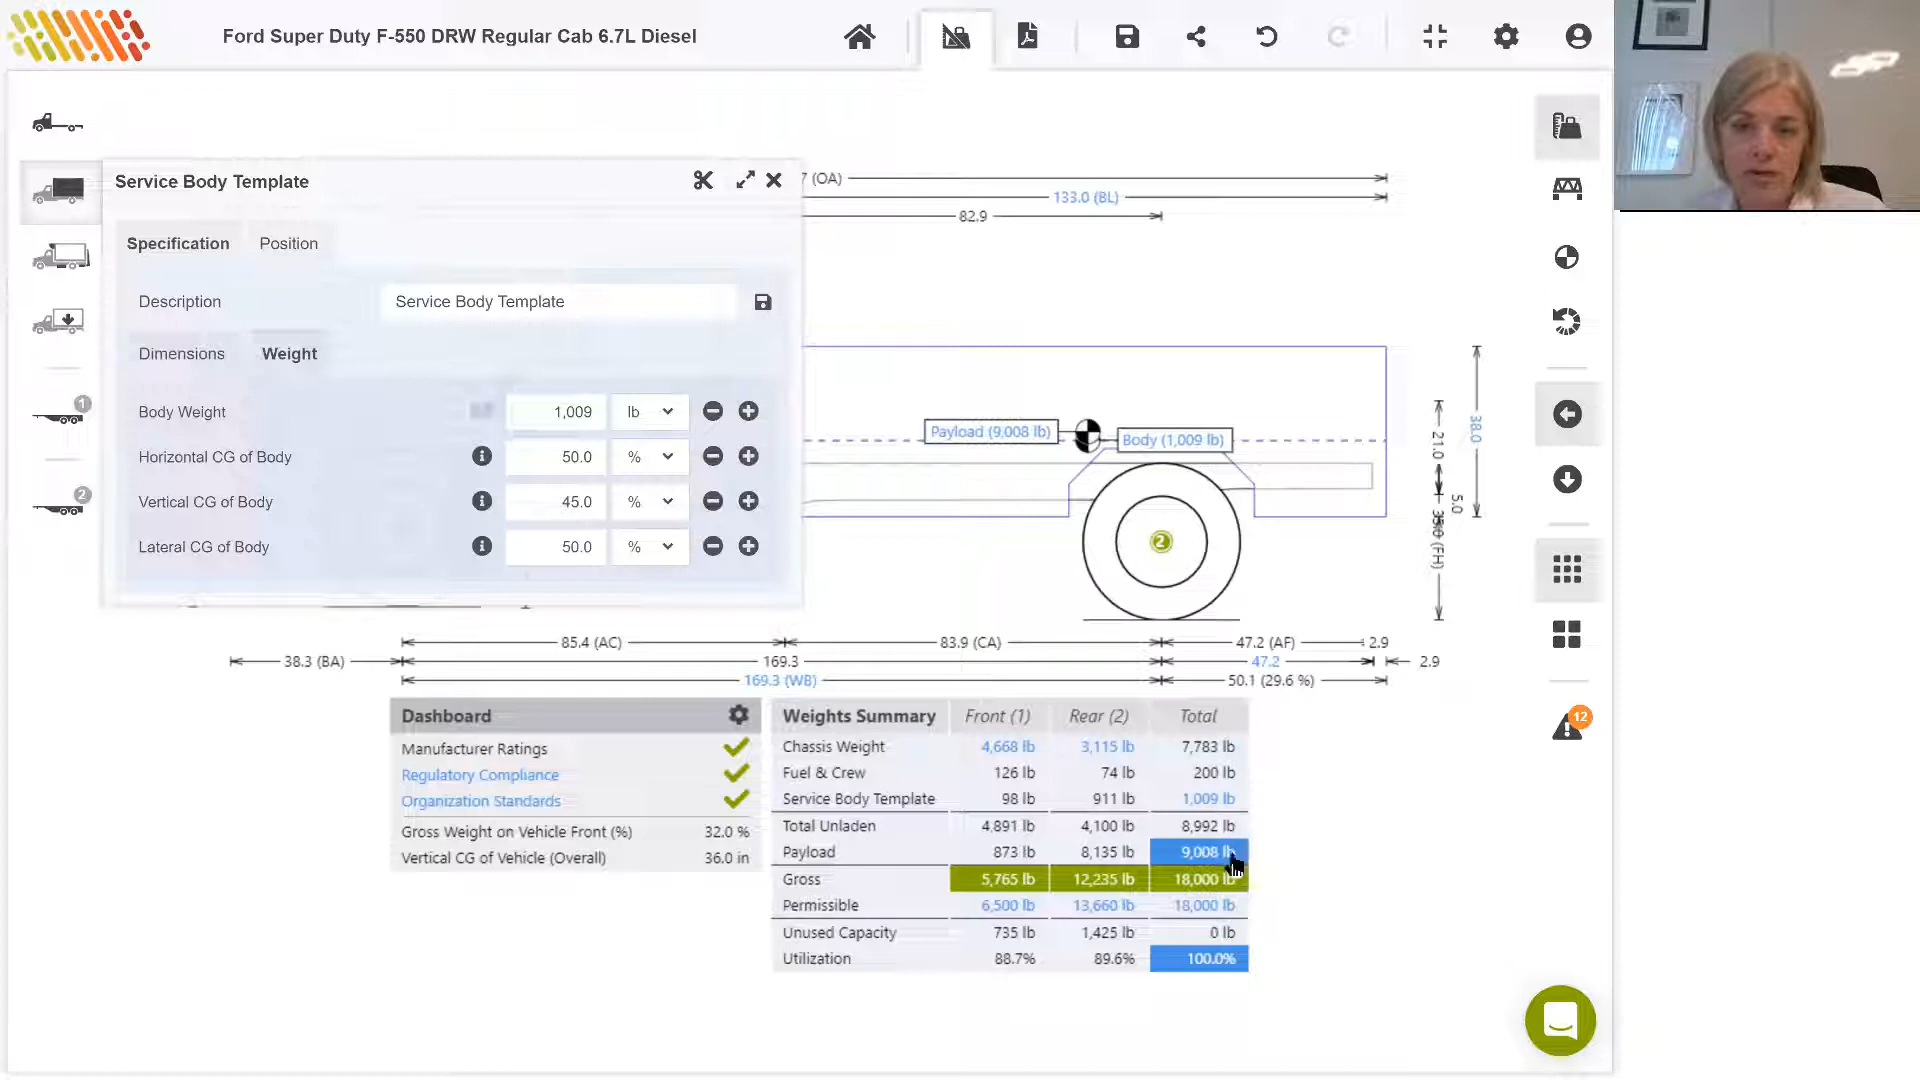 Ford Super Duty F-550 DRW Regular Cab 6.7L Diesel
Service Body Template
Specification Position
Description Service Body Template
Dimensions Weight
Body Weight 1,009 lb
Horizontal CG of Body 50.0 %
Vertical CG of Body 45.0 %
Lateral CG of Body 50.0 %
7 (OA)
133.0 (BL)
82.9
Payload (9,008 lb)
Body (1,009 lb)
2
21.0
38.0
5.0
(FH)
85.4 (AC) 83.9 (CA) 47.2 (AF) 2.9
38.3 (BA) 169.3 47.2 2.9
169.3 (WB) 50.1 (29.6 %)
1
2
12
Dashboard
Manufacturer Ratings
Regulatory Compliance
Organization Standards
Gross Weight on Vehicle Front (%) 32.0 %
Vertical CG of Vehicle (Overall) 36.0 in
Weights Summary Front (1) Rear (2) Total
Chassis Weight 4,668 lb 3,115 lb 7,783 lb
Fuel & Crew 126 lb 74 lb 200 lb
Service Body Template 98 lb 911 lb 1,009 lb
Total Unladen 4,891 lb 4,100 lb 8,992 lb
Payload 873 lb 8,135 lb 9,008 lb
Gross 5,765 lb 12,235 lb 18,000 lb
Permissible 6,500 lb 13,660 lb 18,000 lb
Unused Capacity 735 lb 1,425 lb 0 lb
Utilization 88.7% 89.6% 100.0%